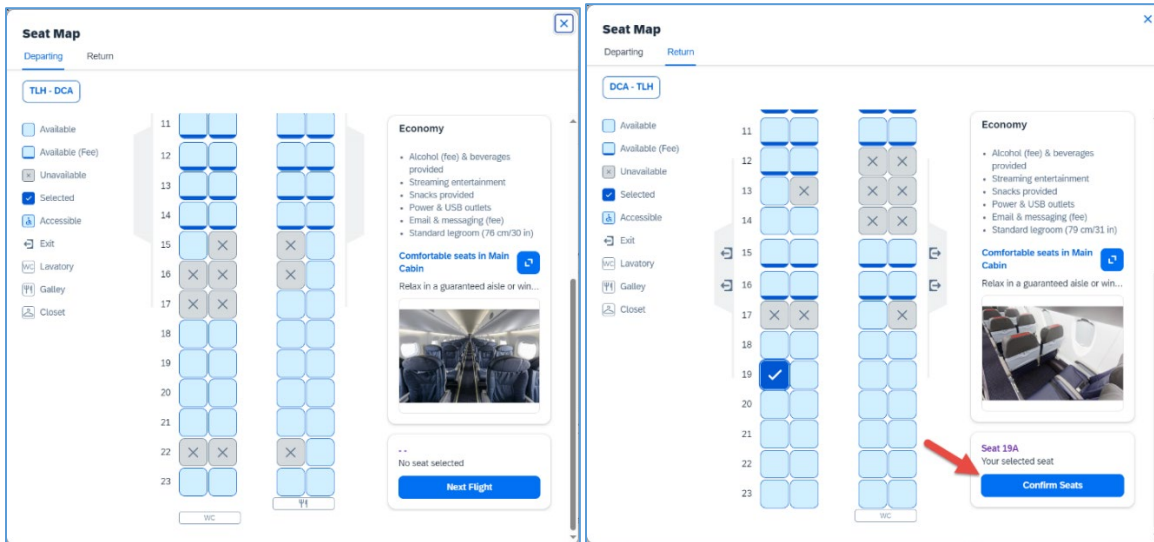 Seat Map
Departing Return
TLH - DCA
Available
Available (Fee)
Unavailable
Selected
Accessible
Exit
WC Lavatory
Galley
Closet
11
12
13
14
15
16
17
18
19
20
21
22
23
WC
Economy
• Alcohol (fee) & beverages
provided
• Streaming entertainment
• Snacks provided
• Power & USB outlets
• Email & messaging (fee)
• Standard legroom (76 cm/30 in)
Comfortable seats in Main
Cabin
Relax in a guaranteed aisle or win...
- -
No seat selected
Next Flight
Seat Map
Departing Return
DCA - TLH
Available
Available (Fee)
Unavailable
Selected
Accessible
Exit
WC Lavatory
Galley
Closet
11
12
13
14
15
16
17
18
19
20
21
22
23
WC
Economy
• Alcohol (fee) & beverages
provided
• Streaming entertainment
• Snacks provided
• Power & USB outlets
• Email & messaging (fee)
• Standard legroom (79 cm/31 in)
Comfortable seats in Main
Cabin
Relax in a guaranteed aisle or win...
Seat 19A
Your selected seat
Confirm Seats